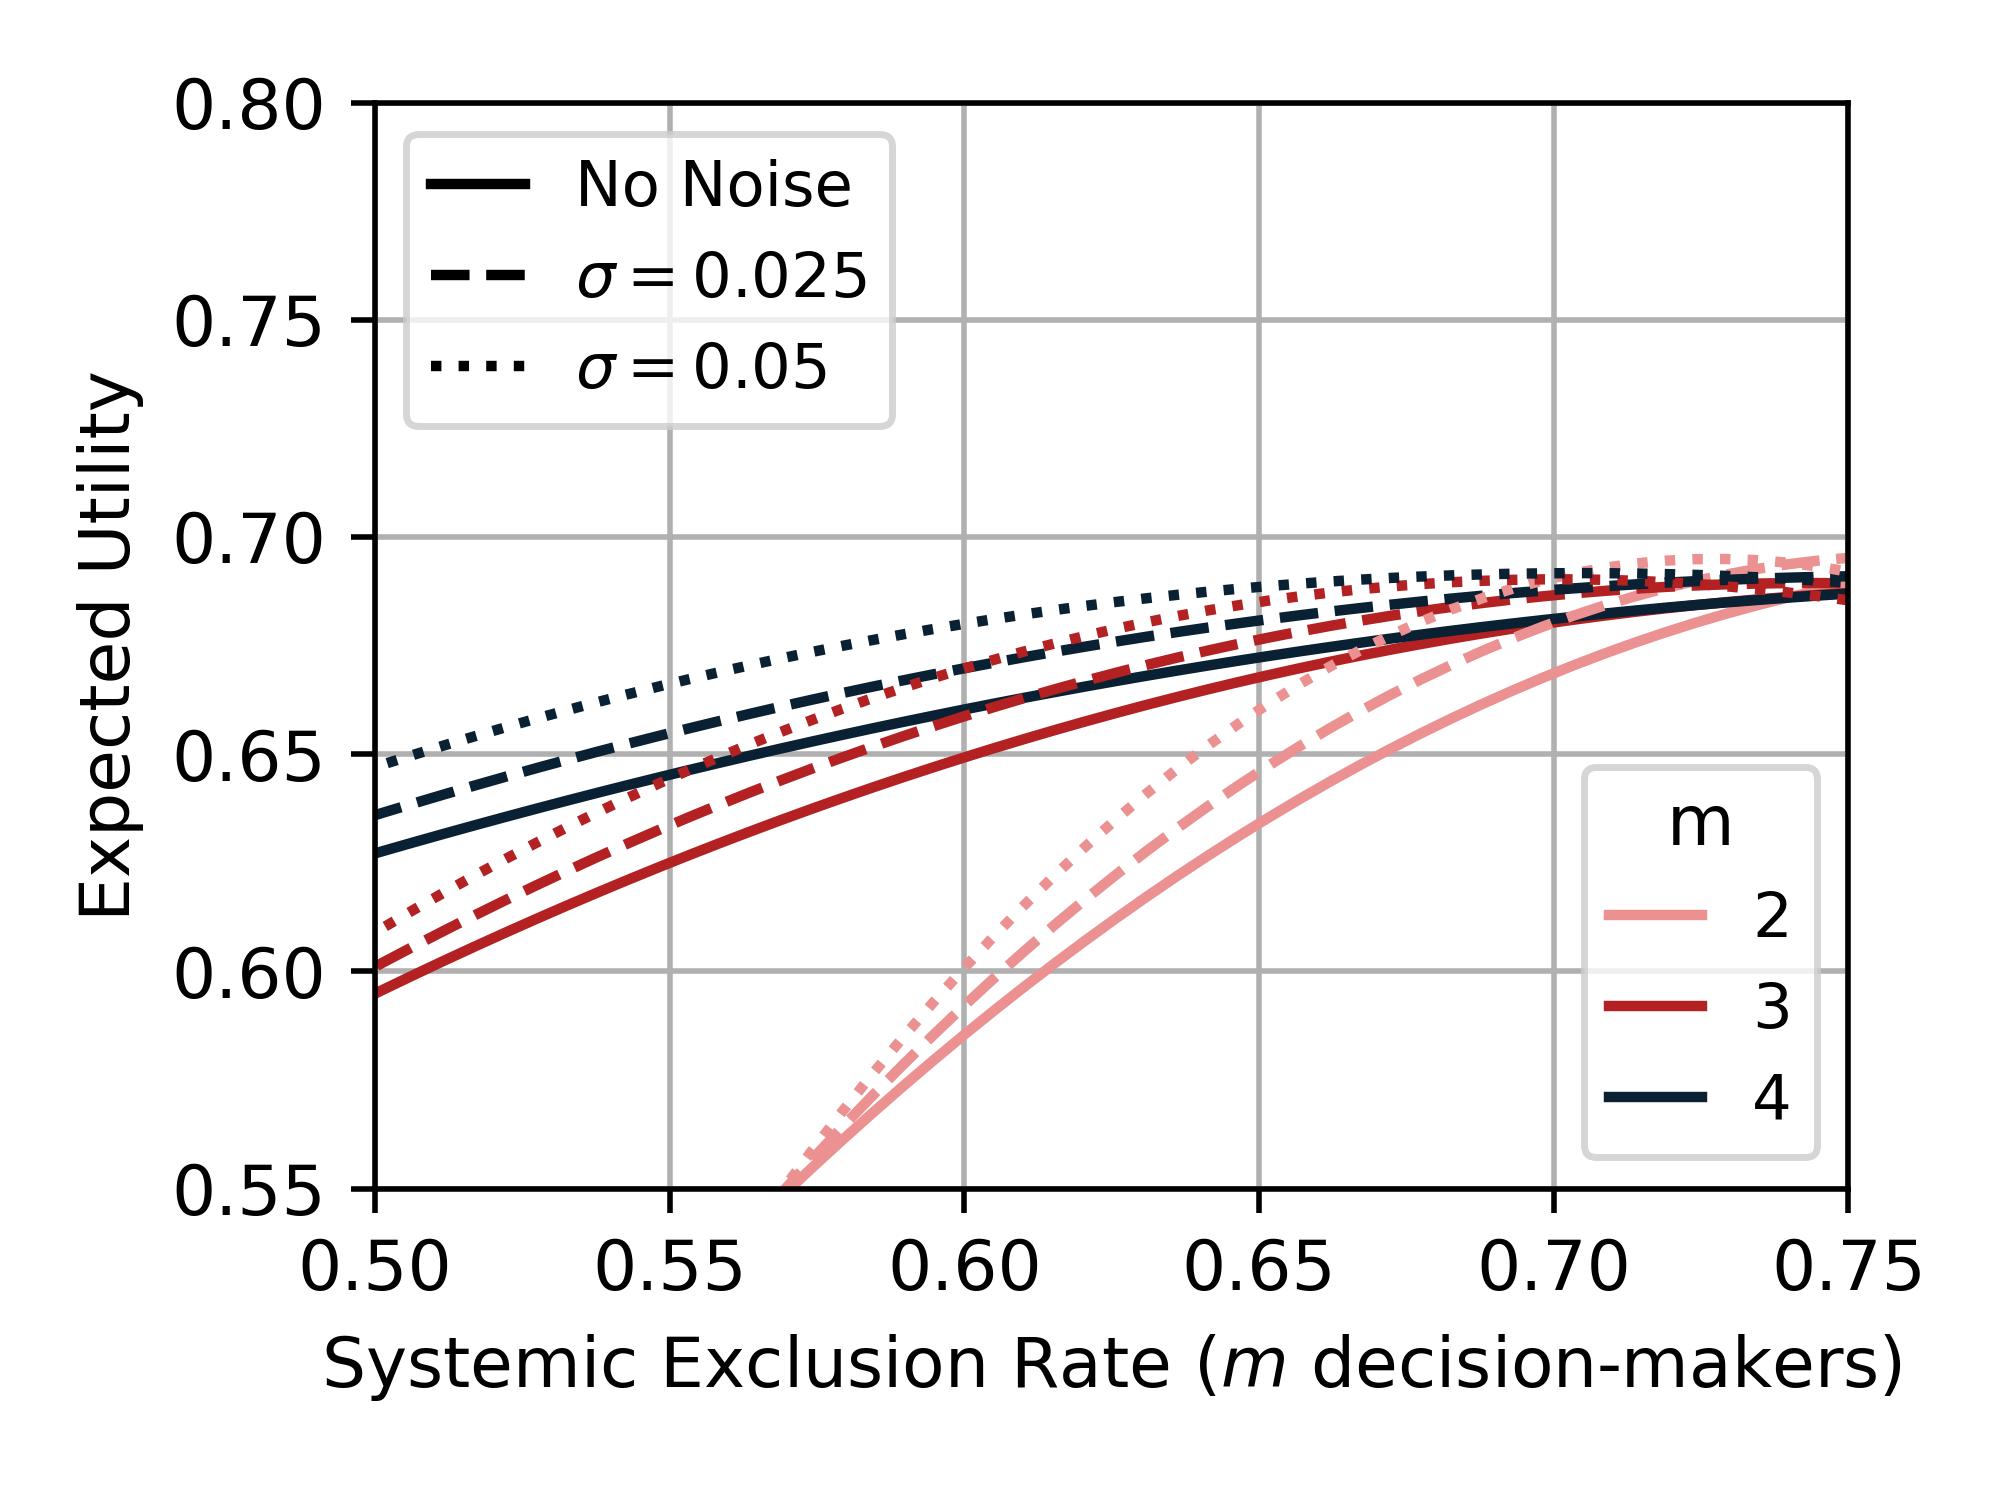 Expected Utility
0.80
0.75
0.70
0.65
0.60
0.55
No Noise
σ = 0.025
σ = 0.05
m
2
3
4
0.50 0.55 0.60 0.65 0.70 0.75
Systemic Exclusion Rate (m decision-makers)